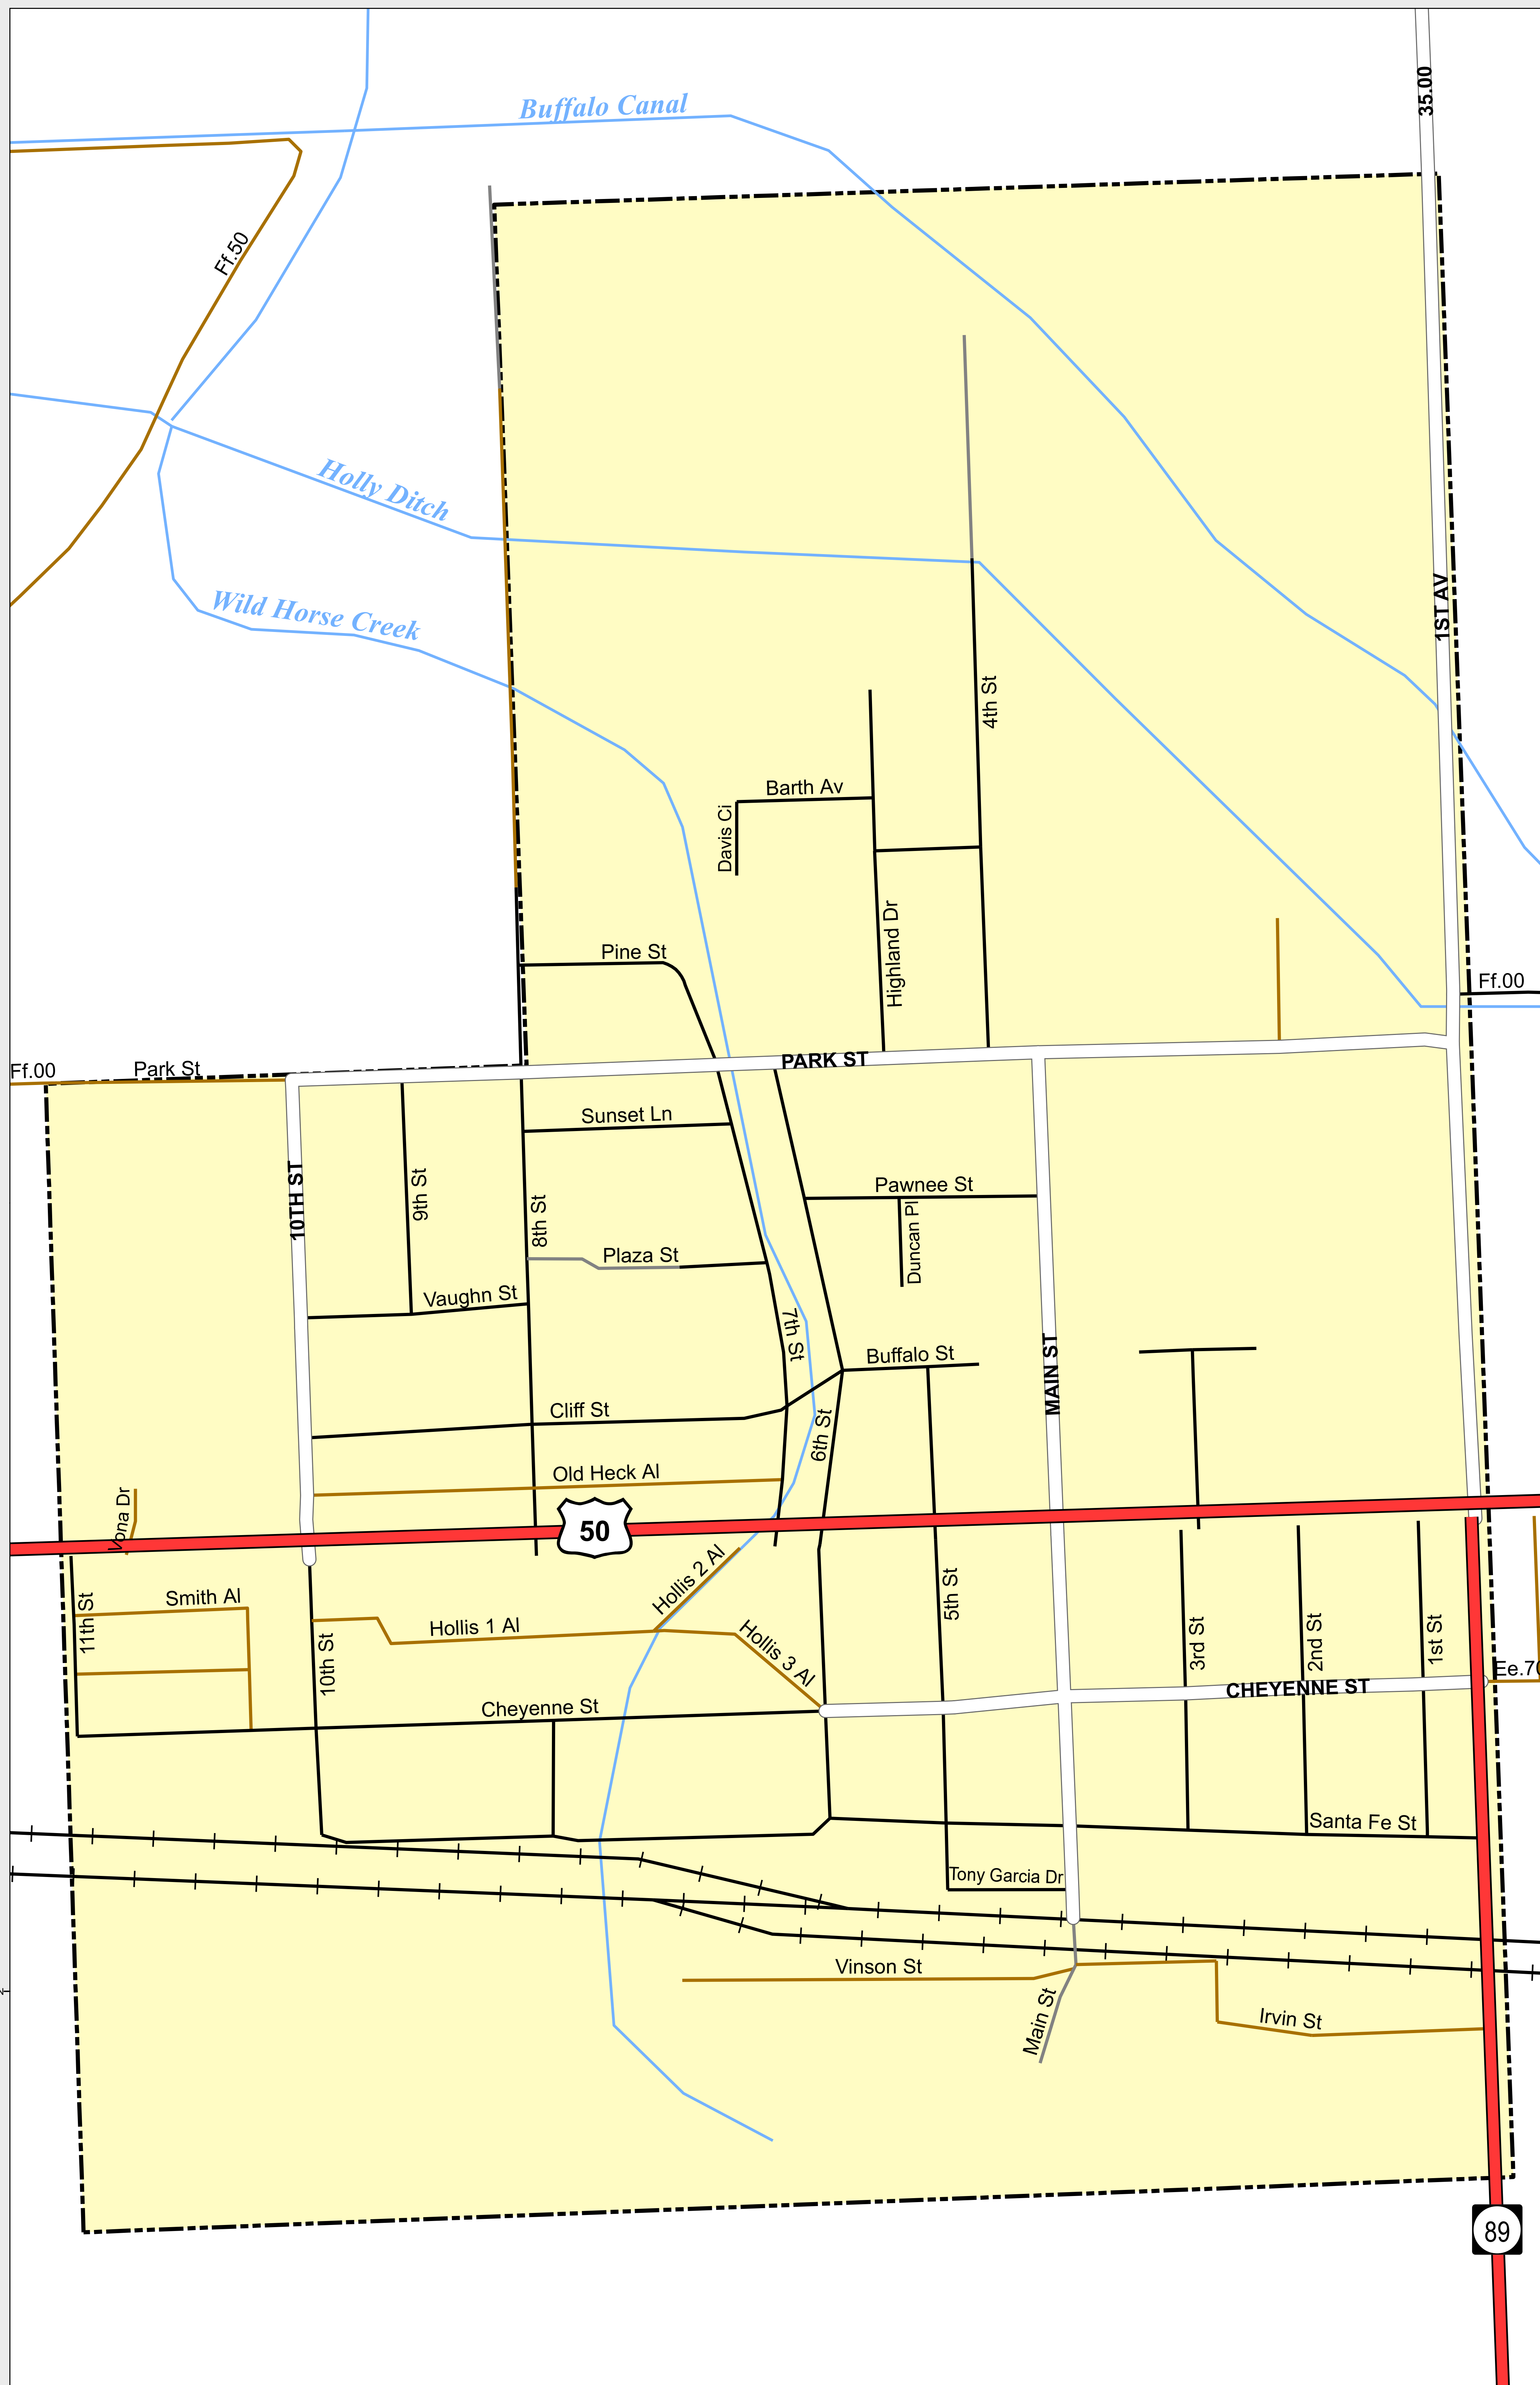 35.00
Buffalo Canal
Ff.50
Holly Ditch
Wild Horse Creek
1ST AV
4th St
Barth Av
Davis Ci
Highland Dr
Pine St
Ff.00
PARK ST
Ff.00
Park St
Sunset Ln
10TH ST
9th St
8th St
Pawnee St
Duncan Pl
Plaza St
Vaughn St
7th St
Buffalo St
MAIN ST
Cliff St
6th St
Old Heck Al
Vona Dr
50
Hollis 2 Al
Smith Al
11th St
10th St
Hollis 1 Al
Hollis 3 Al
5th St
3rd St
2nd St
1st St
Ee.70
CHEYENNE ST
Cheyenne St
Santa Fe St
Tony Garcia Dr
Vinson St
Main St
Irvin St
89